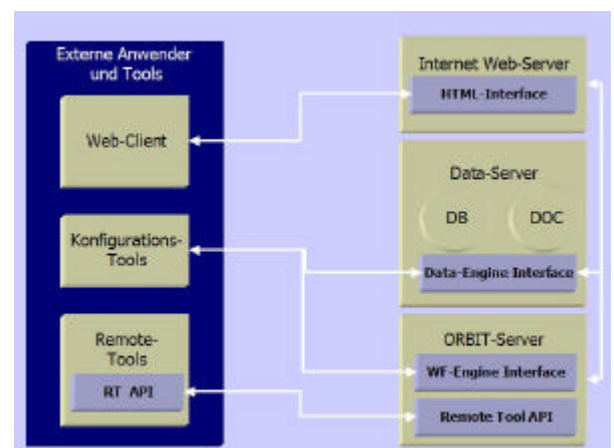 Externe Anwender
und Tools
Web-Client
Konfigurations-
Tools
Remote-
Tools
RT API
Internet Web-Server
HTML-Interface
Data-Server
DB
DOC
Data-Engine Interface
ORBIT-Server
WF-Engine Interface
Remote Tool API